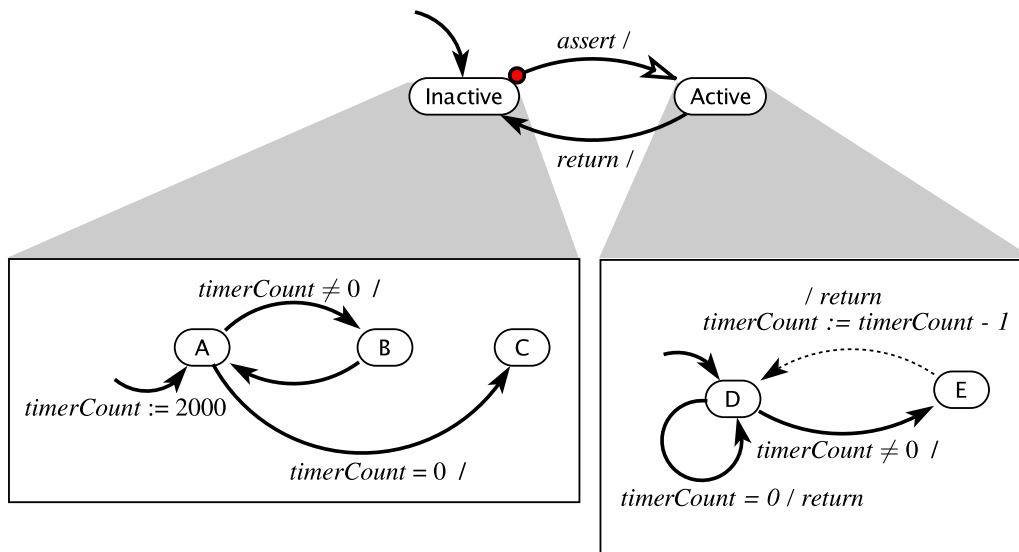 assert /
Inactive
Active
return /
timerCount ≠ 0 /
A
B
C
timerCount := 2000
timerCount = 0 /
/ return
timerCount := timerCount - 1
D
E
timerCount ≠ 0 /
timerCount = 0 / return